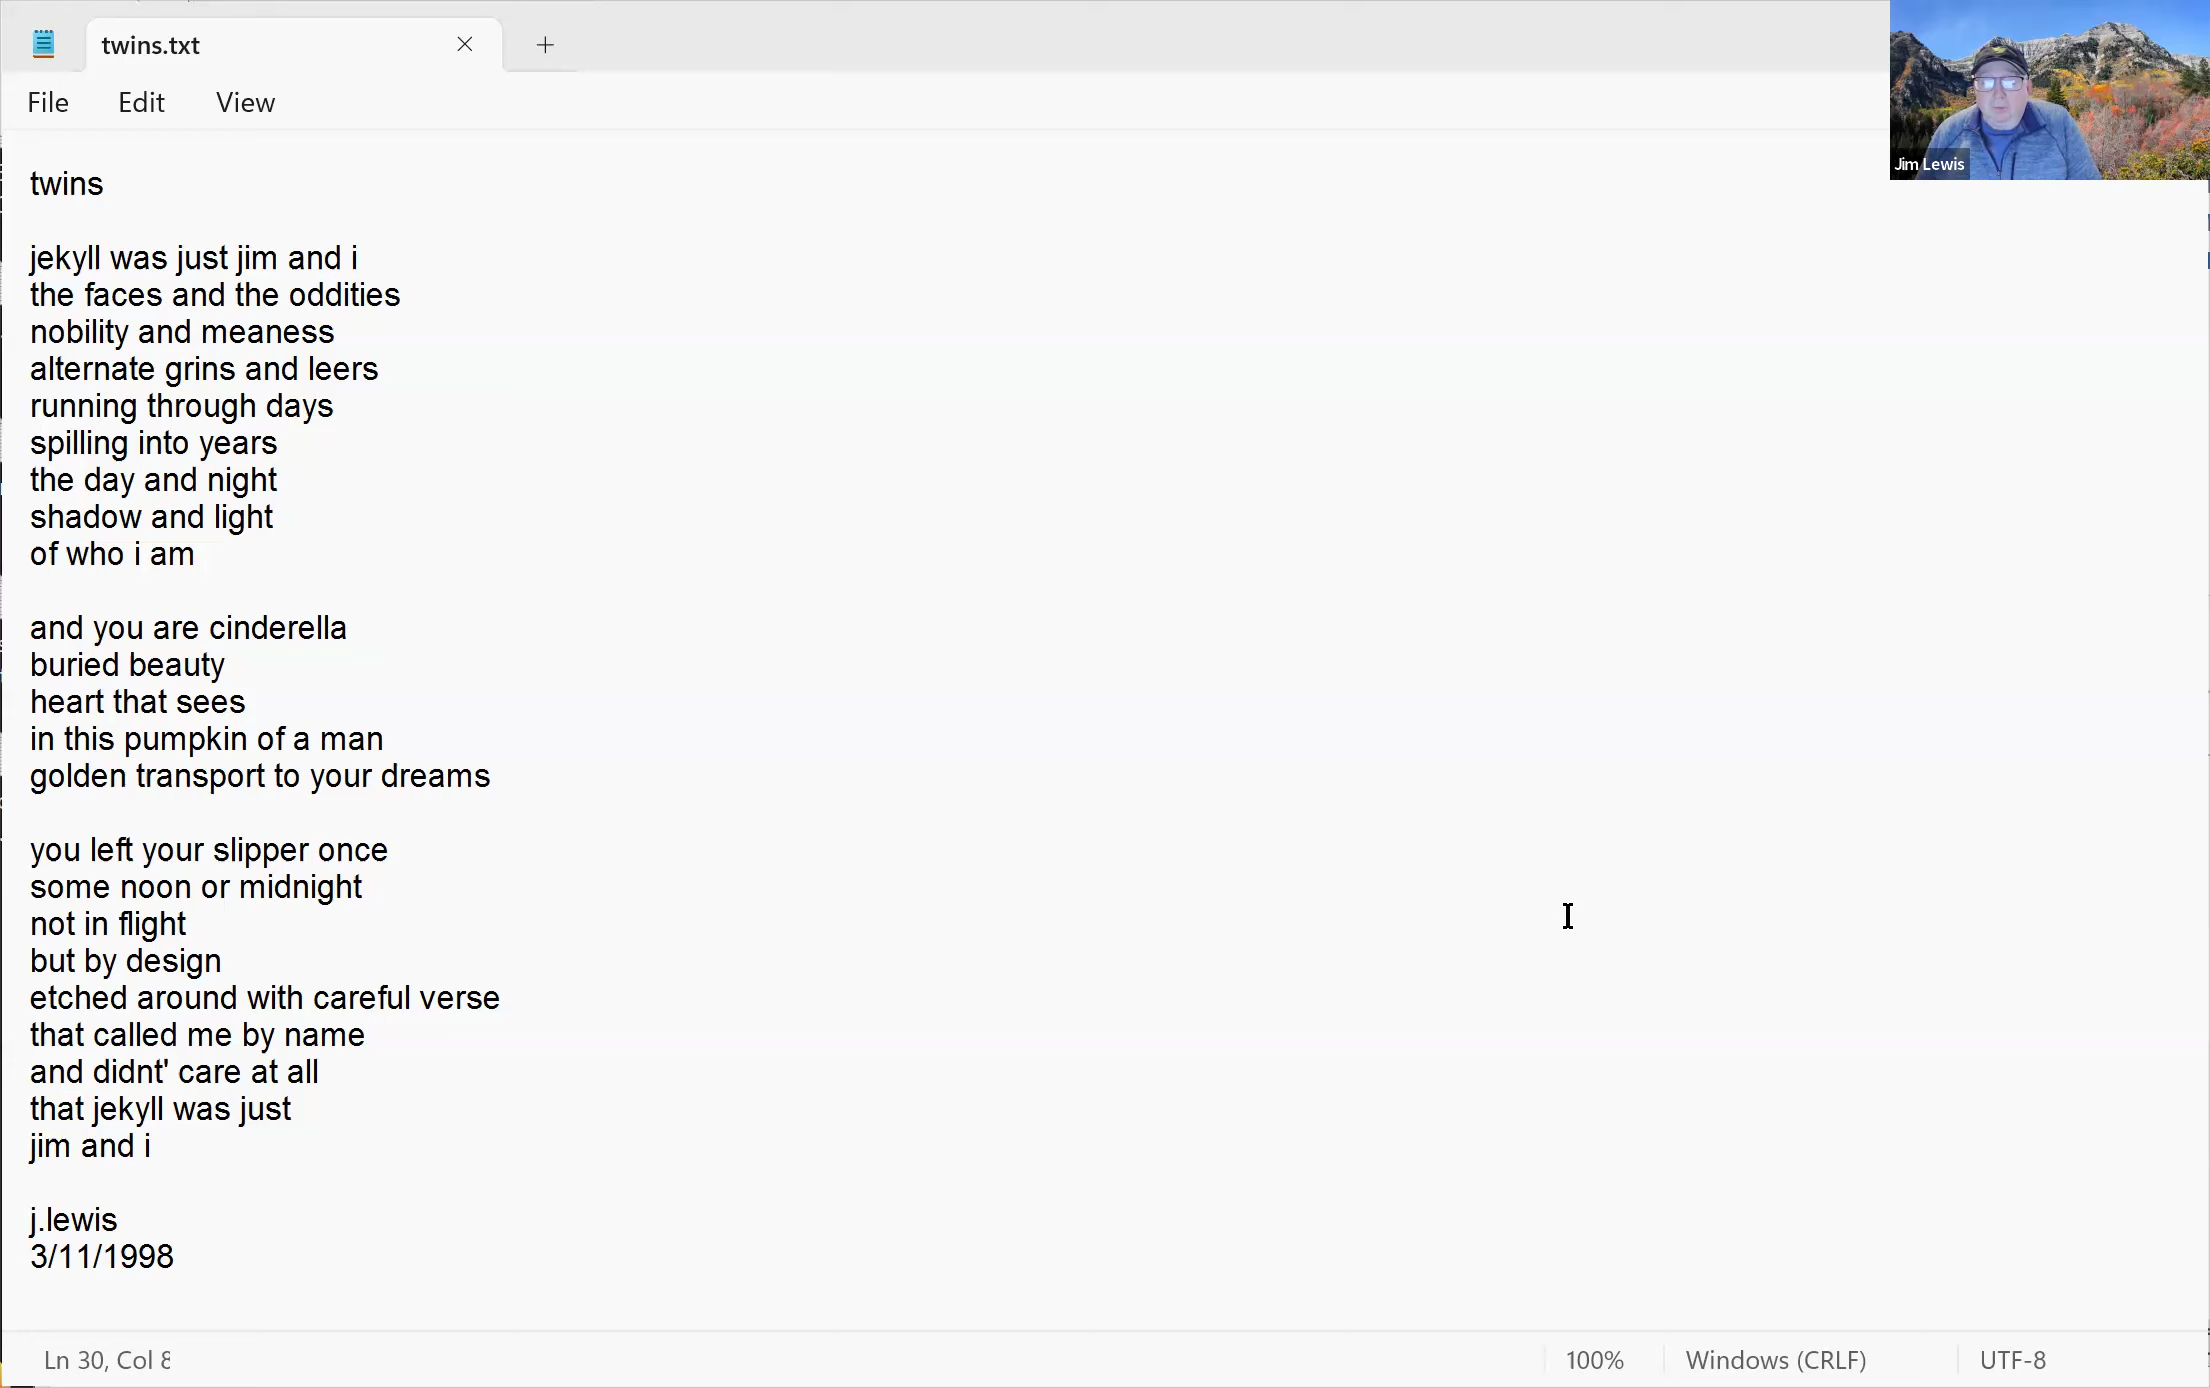 twins.txt
File Edit View
Jim Lewis
twins
jekyll was just jim and i
the faces and the oddities
nobility and meaness
alternate grins and leers
running through days
spilling into years
the day and night
shadow and light
of who i am
and you are cinderella
buried beauty
heart that sees
in this pumpkin of a man
golden transport to your dreams
you left your slipper once
some noon or midnight
not in flight
but by design
etched around with careful verse
that called me by name
and didnt' care at all
that jekyll was just
jim and i
j.lewis
3/11/1998
Ln 30, Col 8 100% Windows (CRLF) UTF-8